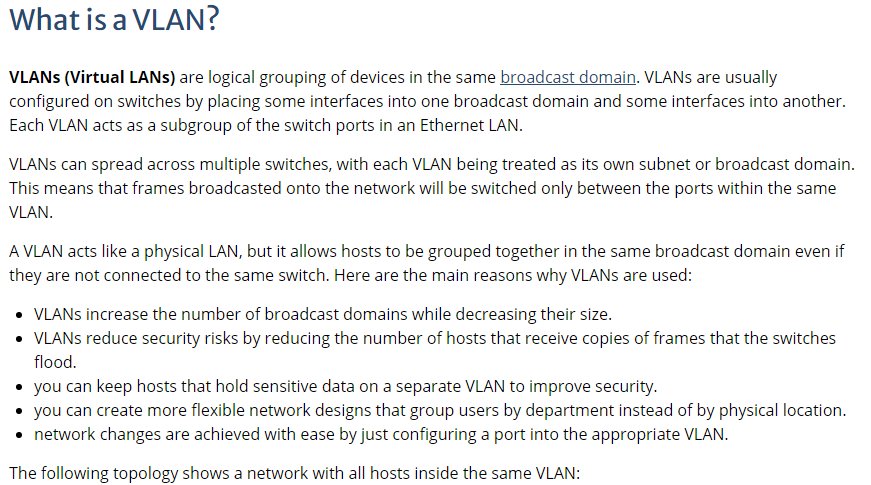 What is a VLAN?
VLANs (Virtual LANs) are logical grouping of devices in the same broadcast domain. VLANs are usually
configured on switches by placing some interfaces into one broadcast domain and some interfaces into another.
Each VLAN acts as a subgroup of the switch ports in an Ethernet LAN.
VLANs can spread across multiple switches, with each VLAN being treated as its own subnet or broadcast domain.
This means that frames broadcasted onto the network will be switched only between the ports within the same
VLAN.
A VLAN acts like a physical LAN, but it allows hosts to be grouped together in the same broadcast domain even if
they are not connected to the same switch. Here are the main reasons why VLANs are used:
• VLANs increase the number of broadcast domains while decreasing their size.
• VLANs reduce security risks by reducing the number of hosts that receive copies of frames that the switches
flood.
• you can keep hosts that hold sensitive data on a separate VLAN to improve security.
• you can create more flexible network designs that group users by department instead of by physical location.
• network changes are achieved with ease by just configuring a port into the appropriate VLAN.
The following topology shows a network with all hosts inside the same VLAN: